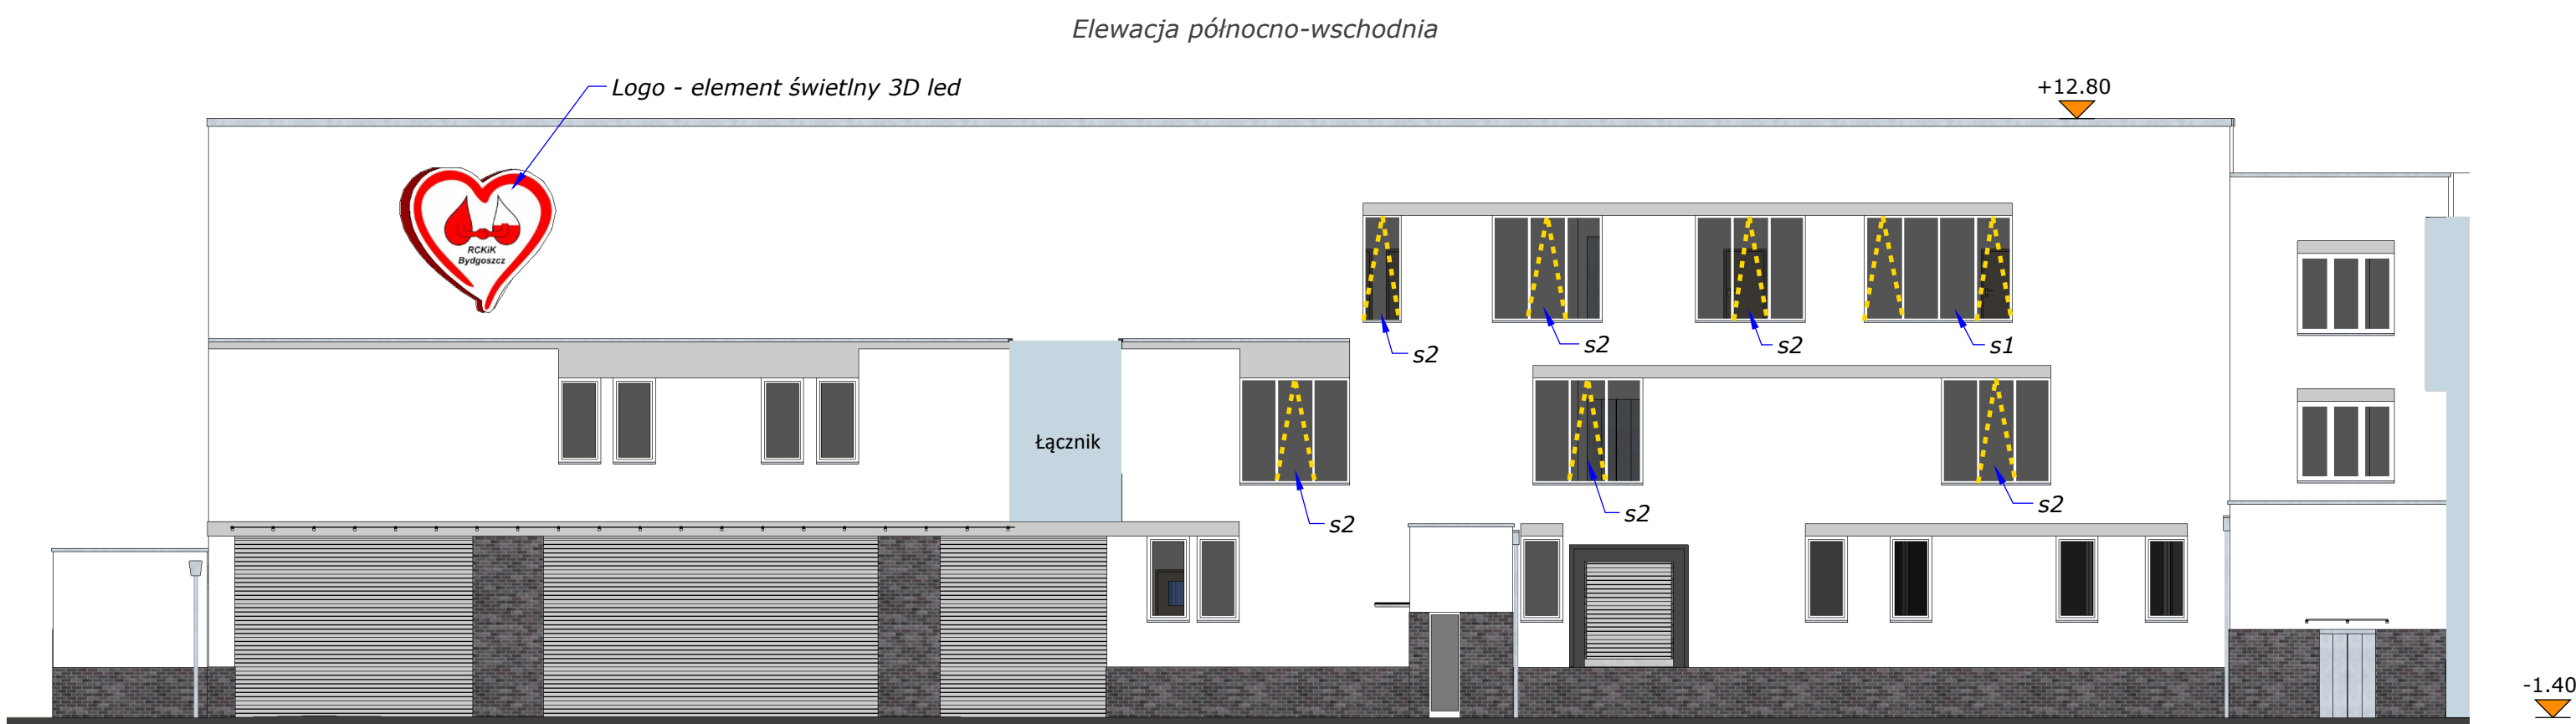 Elewacja północno-wschodnia
Logo - element świetlny 3D led
+12.80
RCKiK
Bydgoszcz
s2
s2
s2
s1
Łącznik
s2
s2
s2
-1.40